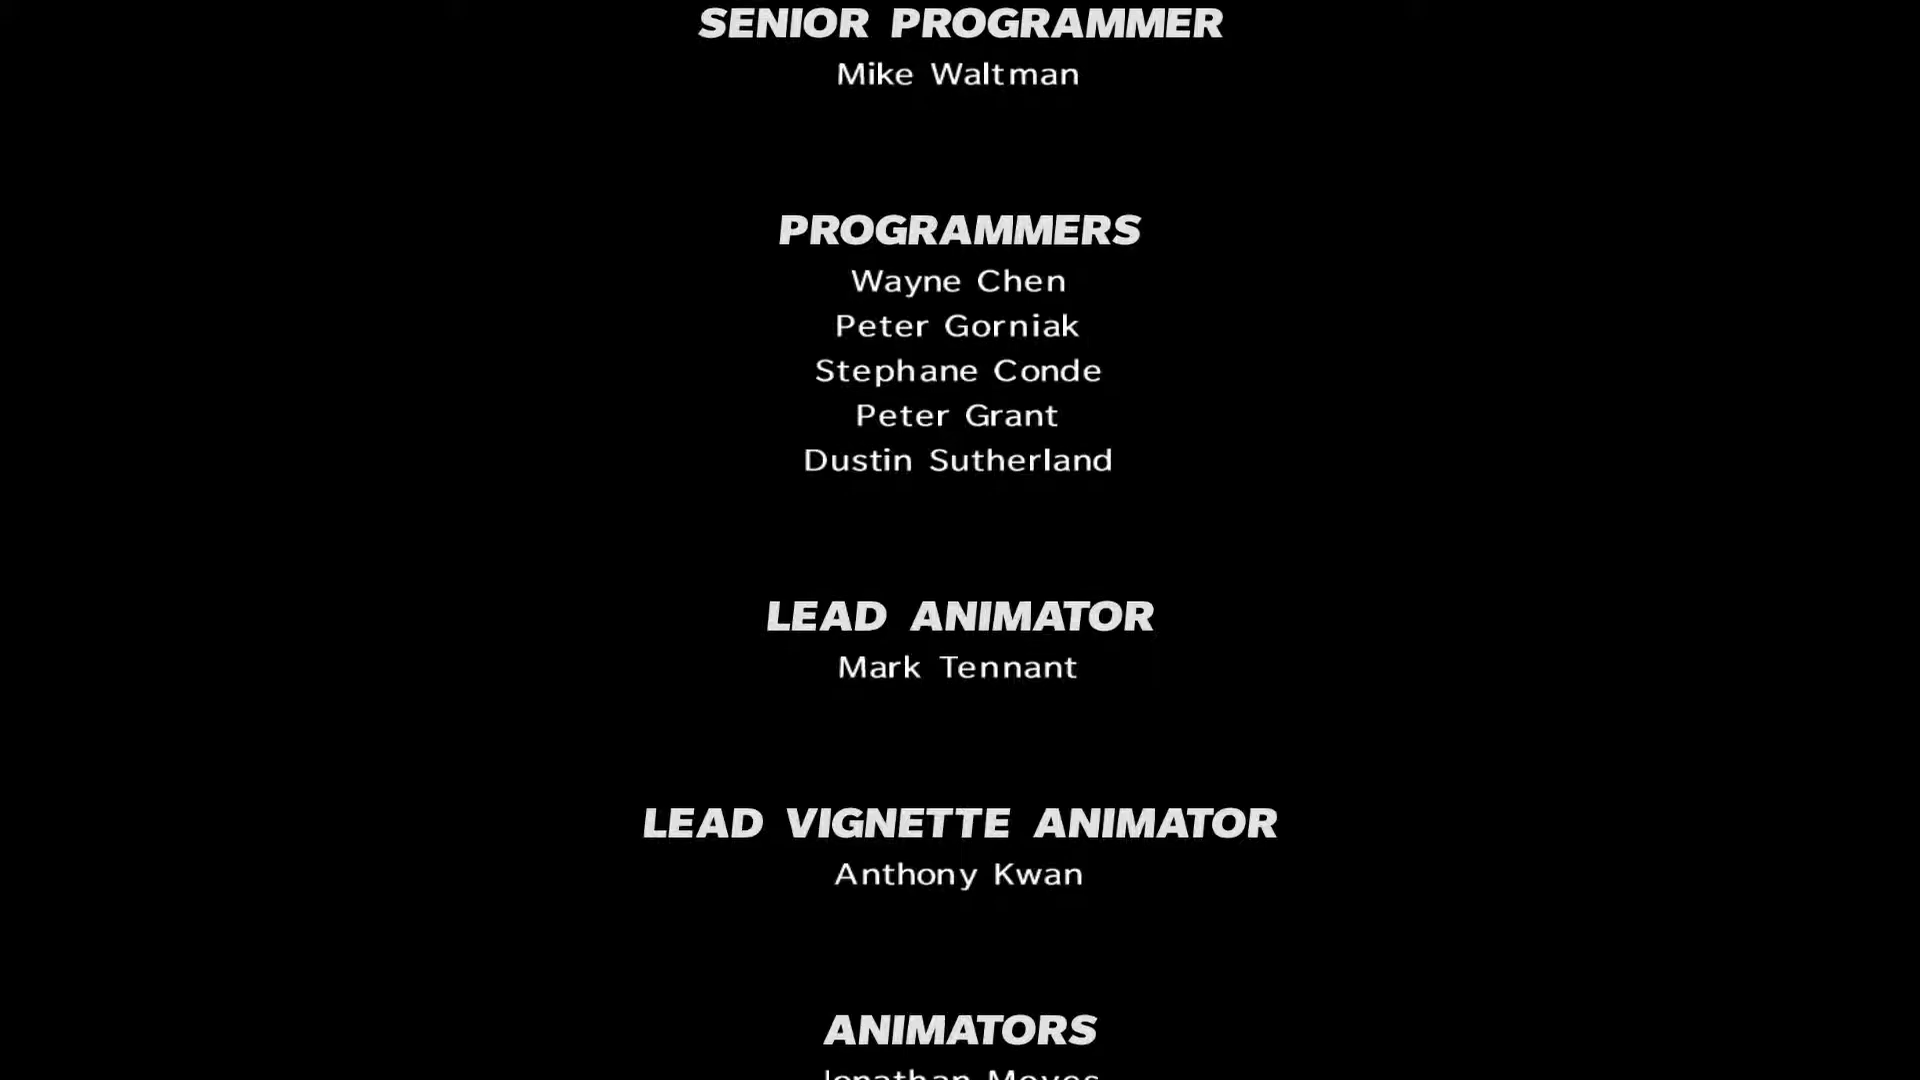 SENIOR PROGRAMMER
Mike Waltman
PROGRAMMERS
Wayne Chen
Peter Gorniak
Stephane Conde
Peter Grant
Dustin Sutherland
LEAD ANIMATOR
Mark Tennant
LEAD VIGNETTE ANIMATOR
Anthony Kwan
ANIMATORS
Jonathan